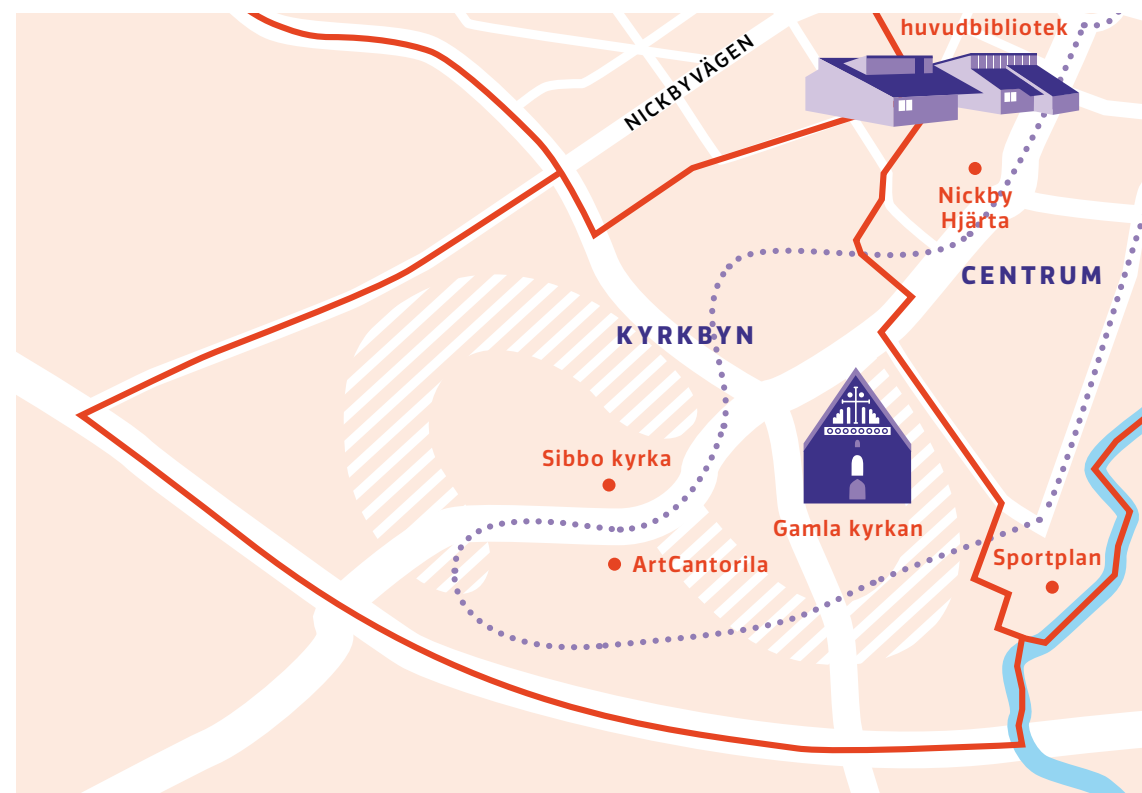 huvudbibliotek
NICKBYVÄGEN
Nickby
Hjärta
CENTRUM
KYRKBYN
Sibbo kyrka
Gamla kyrkan
Sportplan
ArtCantorila